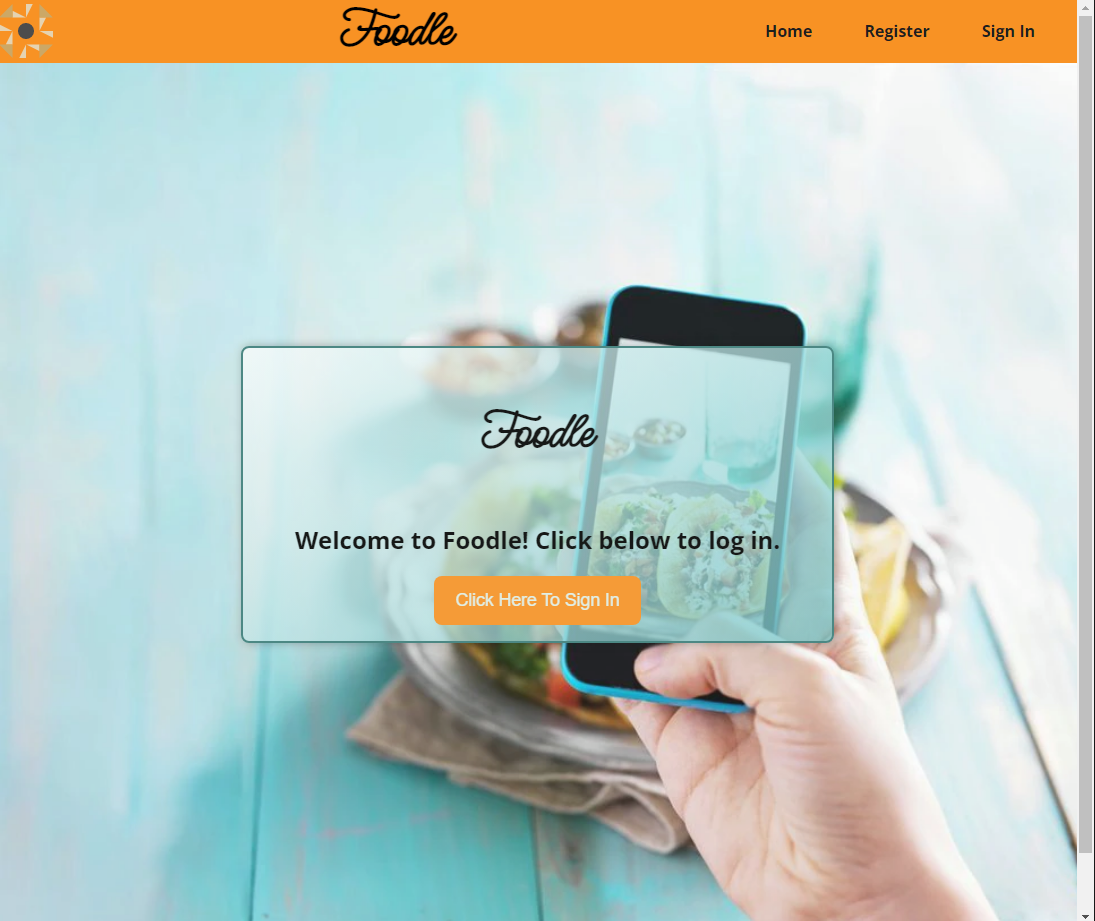 Foodle
Home Register Sign In
Foodle
Welcome to Foodle! Click below to log in.
Click Here To Sign In